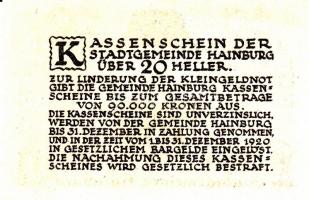 KASSENSCHEIN DER
STADTGEMEINDE HAINBURG
ÜBER 20 HELLER.
ZUR LINDERUNG DER KLEINGELDNOT
GIBT DIE GEMEINDE HAINBURG KASSEN-
SCHEINE BIS ZUM GESAMTBETRAGE
VON 90.000 KRONEN AUS.
DIE KASSENSCHEINE SIND UNVERZINSLICH,
WERDEN VON DER GEMEINDE HAINBURG
BIS 31. DEZEMBER IN ZAHLUNG GENOMMEN,
UND IN DER ZEIT VOM 1. BIS 31. DEZEMBER 1920
IN GESETZLICHEM BARGELDE EINGELÖST.
DIE NACHAHMUNG DIESES KASSEN-
SCHEINES WIRD GESETZLICH BESTRAFT.